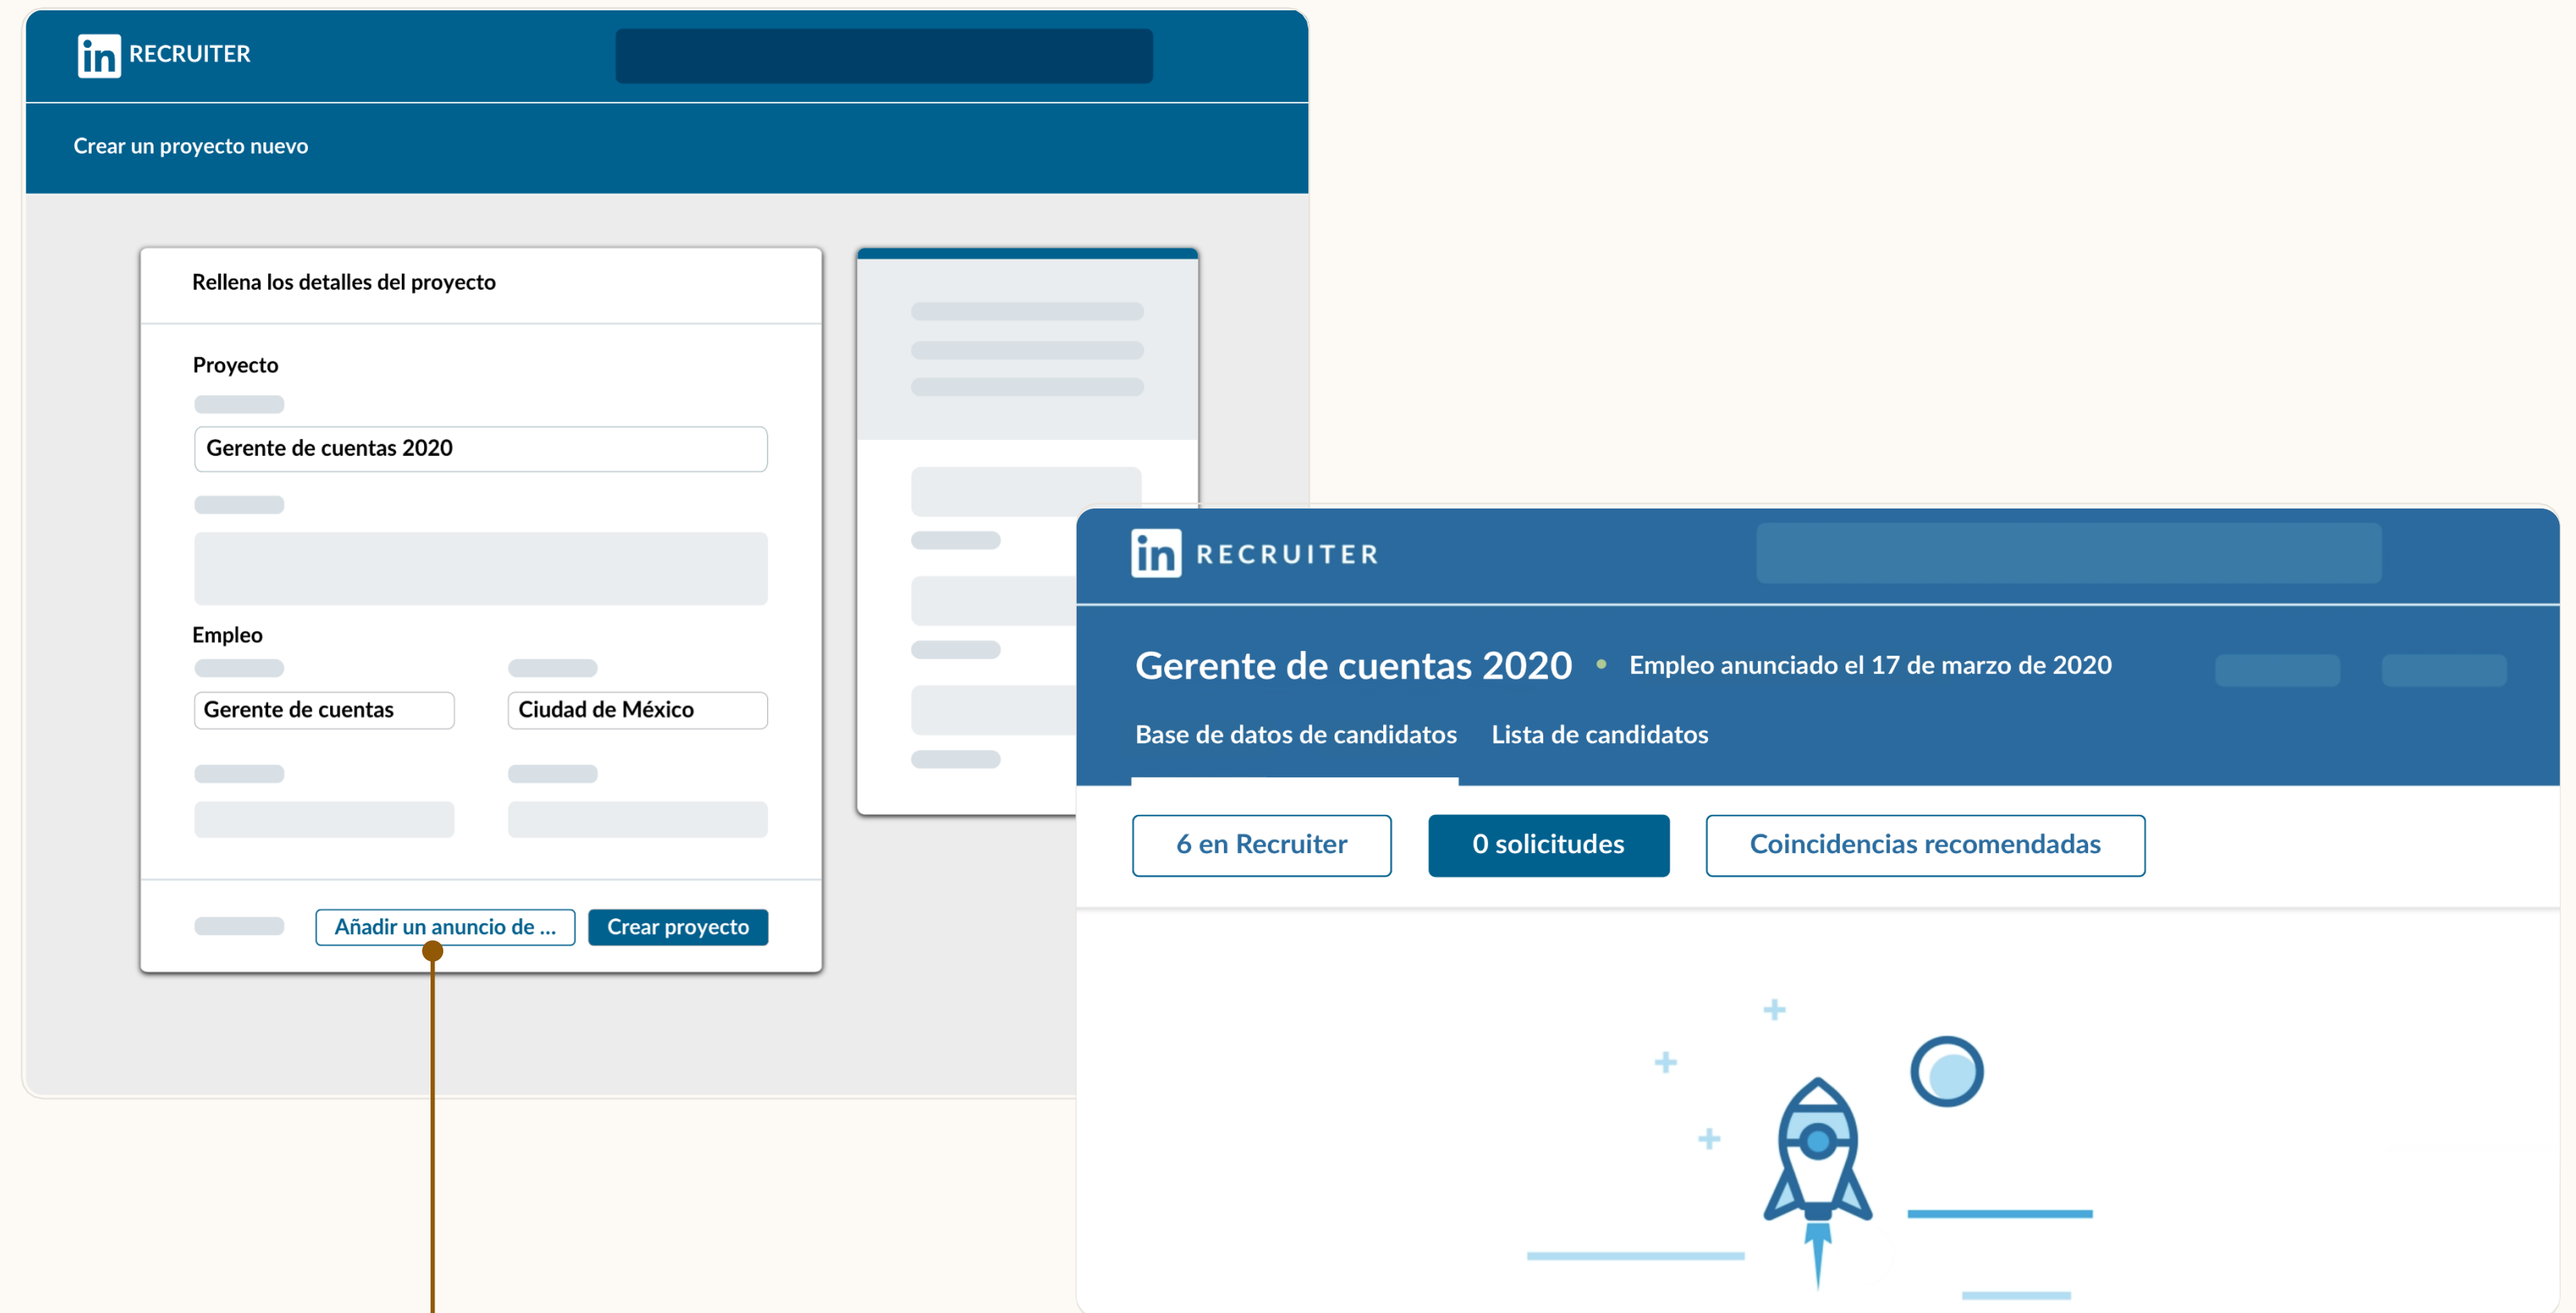 in RECRUITER
Crear un proyecto nuevo
Rellena los detalles del proyecto
Proyecto
Gerente de cuentas 2020
Empleo
Gerente de cuentas
Ciudad de México
Añadir un anuncio de ...
Crear proyecto
in RECRUITER
Gerente de cuentas 2020 • Empleo anunciado el 17 de marzo de 2020
Base de datos de candidatos Lista de candidatos
6 en Recruiter
0 solicitudes
Coincidencias recomendadas